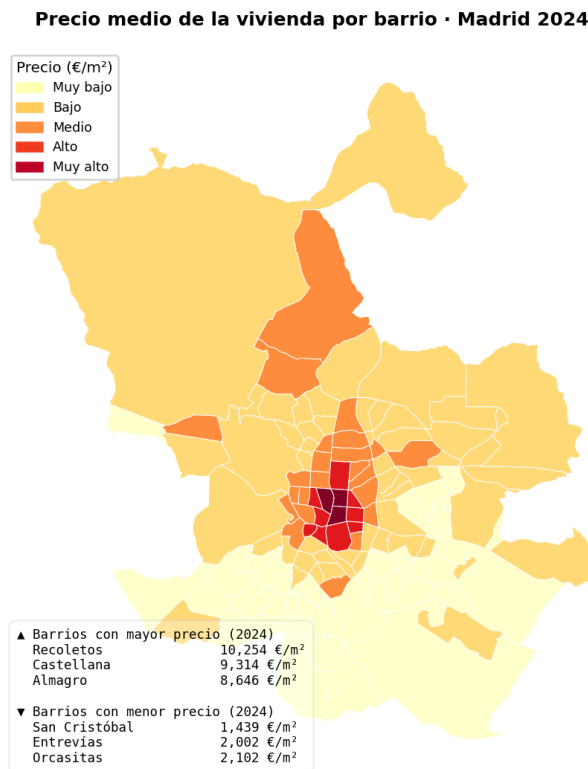 Precio medio de la vivienda por barrio · Madrid 2024
Precio (€/m²)
Muy bajo
Bajo
Medio
Alto
Muy alto
▲ Barrios con mayor precio (2024)
Recoletos 10,254 €/m²
Castellana 9,314 €/m²
Almagro 8,646 €/m²
▼ Barrios con menor precio (2024)
San Cristóbal 1,439 €/m²
Entrevías 2,002 €/m²
Orcasitas 2,102 €/m²